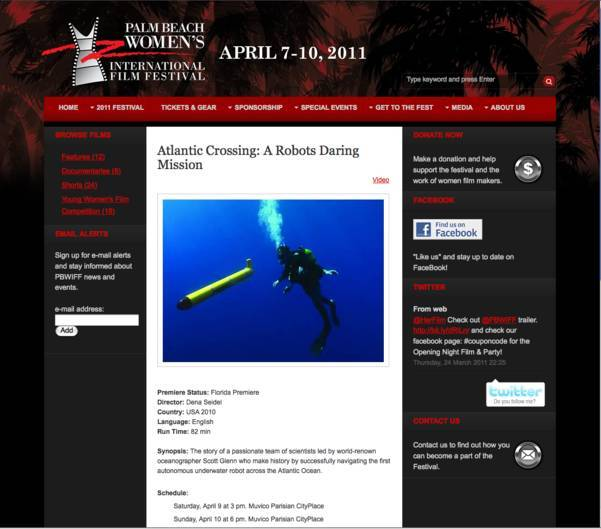 PALM BEACH
WOMEN'S
INTERNATIONAL
FILM FESTIVAL
APRIL 7-10, 2011
Type keyword and press Enter
HOME 2011 FESTIVAL TICKETS & GEAR SPONSORSHIP SPECIAL EVENTS GET TO THE FEST MEDIA ABOUT US
BROWSE FILMS
Features (12)
Documentaries (6)
Shorts (24)
Young Women's Film
Competition (15)
EMAIL ALERTS
Sign up for e-mail alerts
and stay informed about
PBWIFF news and
events.
e-mail address:
Add
Atlantic Crossing: A Robots Daring
Mission
Video
Premiere Status: Florida Premiere
Director: Dena Seidel
Country: USA 2010
Language: English
Run Time: 82 min
Synopsis: The story of a passionate team of scientists led by world-renown
oceanographer Scott Glenn who make history by successfully navigating the first
autonomous underwater robot across the Atlantic Ocean.
Schedule:
Saturday, April 9 at 3 pm. Muvico Parisian CityPlace
Sunday, April 10 at 6 pm. Muvico Parisian CityPlace
DONATE NOW
Make a donation and help
support the festival and the
work of women film makers.
$
FACEBOOK
f Find us on
Facebook
"Like us" and stay up to date on
FaceBook!
TWITTER
From web
@HerFilm Check out @PBWIFF trailer.
and check our
facebook page: #couponcode for the
Opening Night Film & Party!
Thursday, 24 March 2011 22:25
twitter
Do you follow me?
CONTACT US
Contact us to find out how you
can become a part of the
Festival.